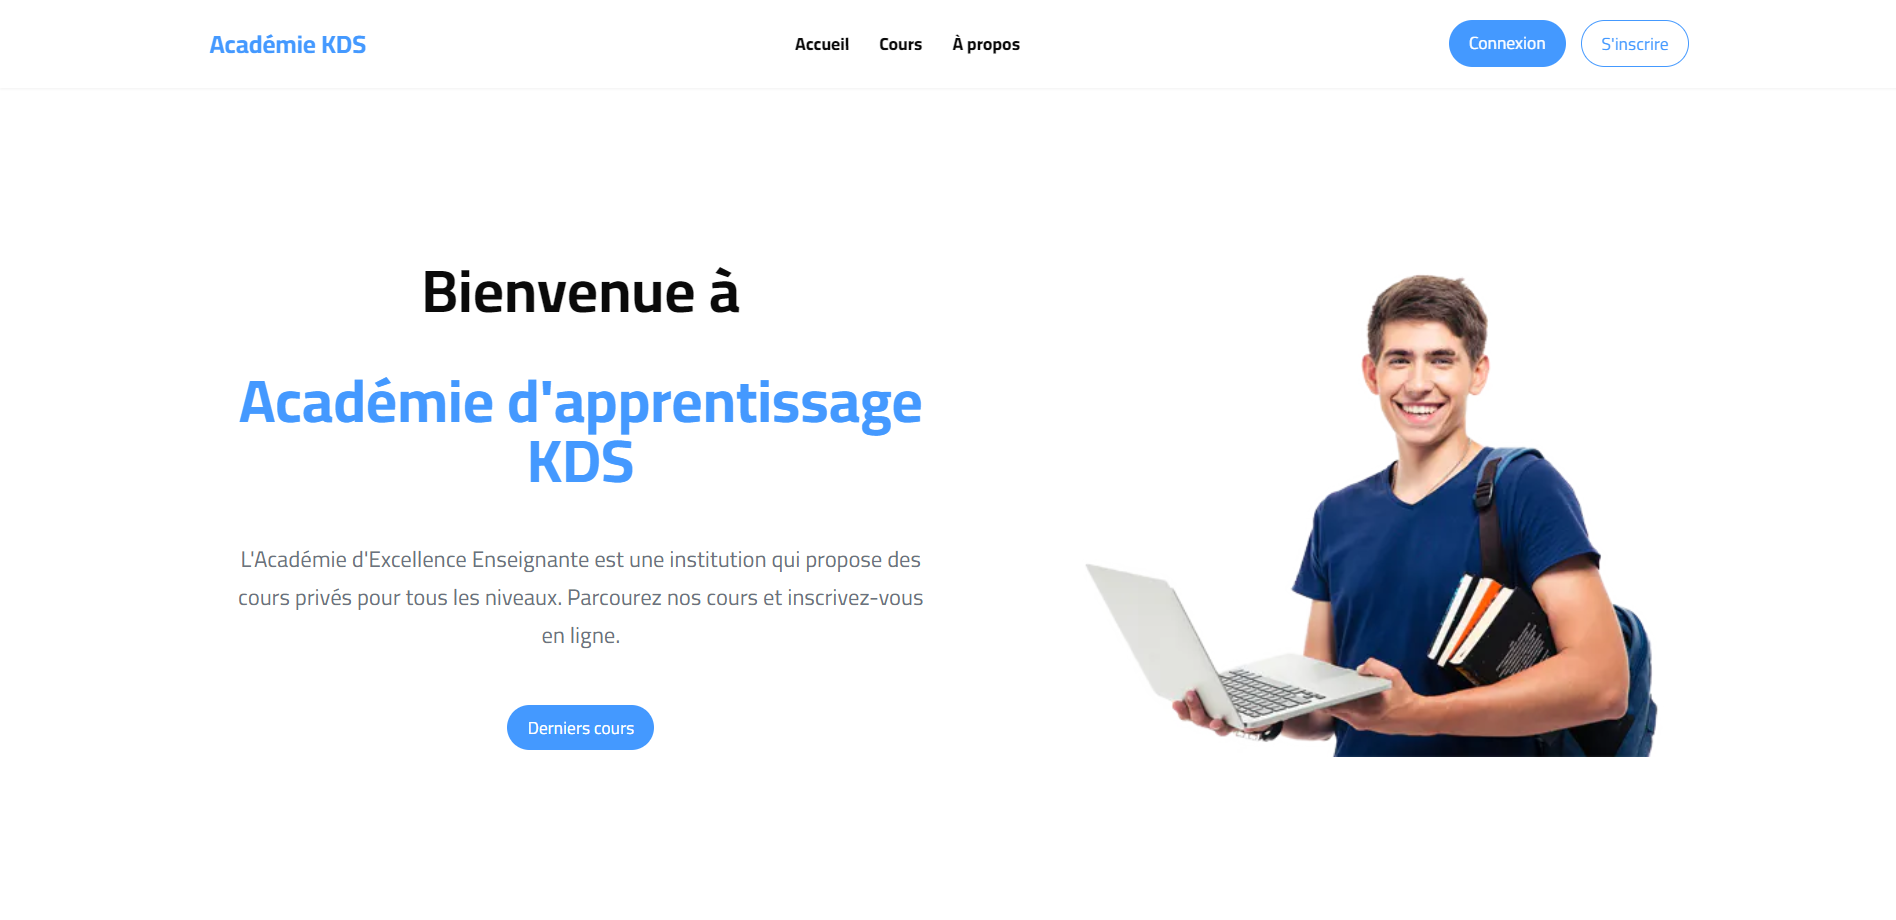 Académie KDS
Accueil
Cours
À propos
Connexion
S'inscrire
Bienvenue à
Académie d'apprentissage
KDS
L'Académie d'Excellence Enseignante est une institution qui propose des
cours privés pour tous les niveaux. Parcourez nos cours et inscrivez-vous
en ligne.
Derniers cours